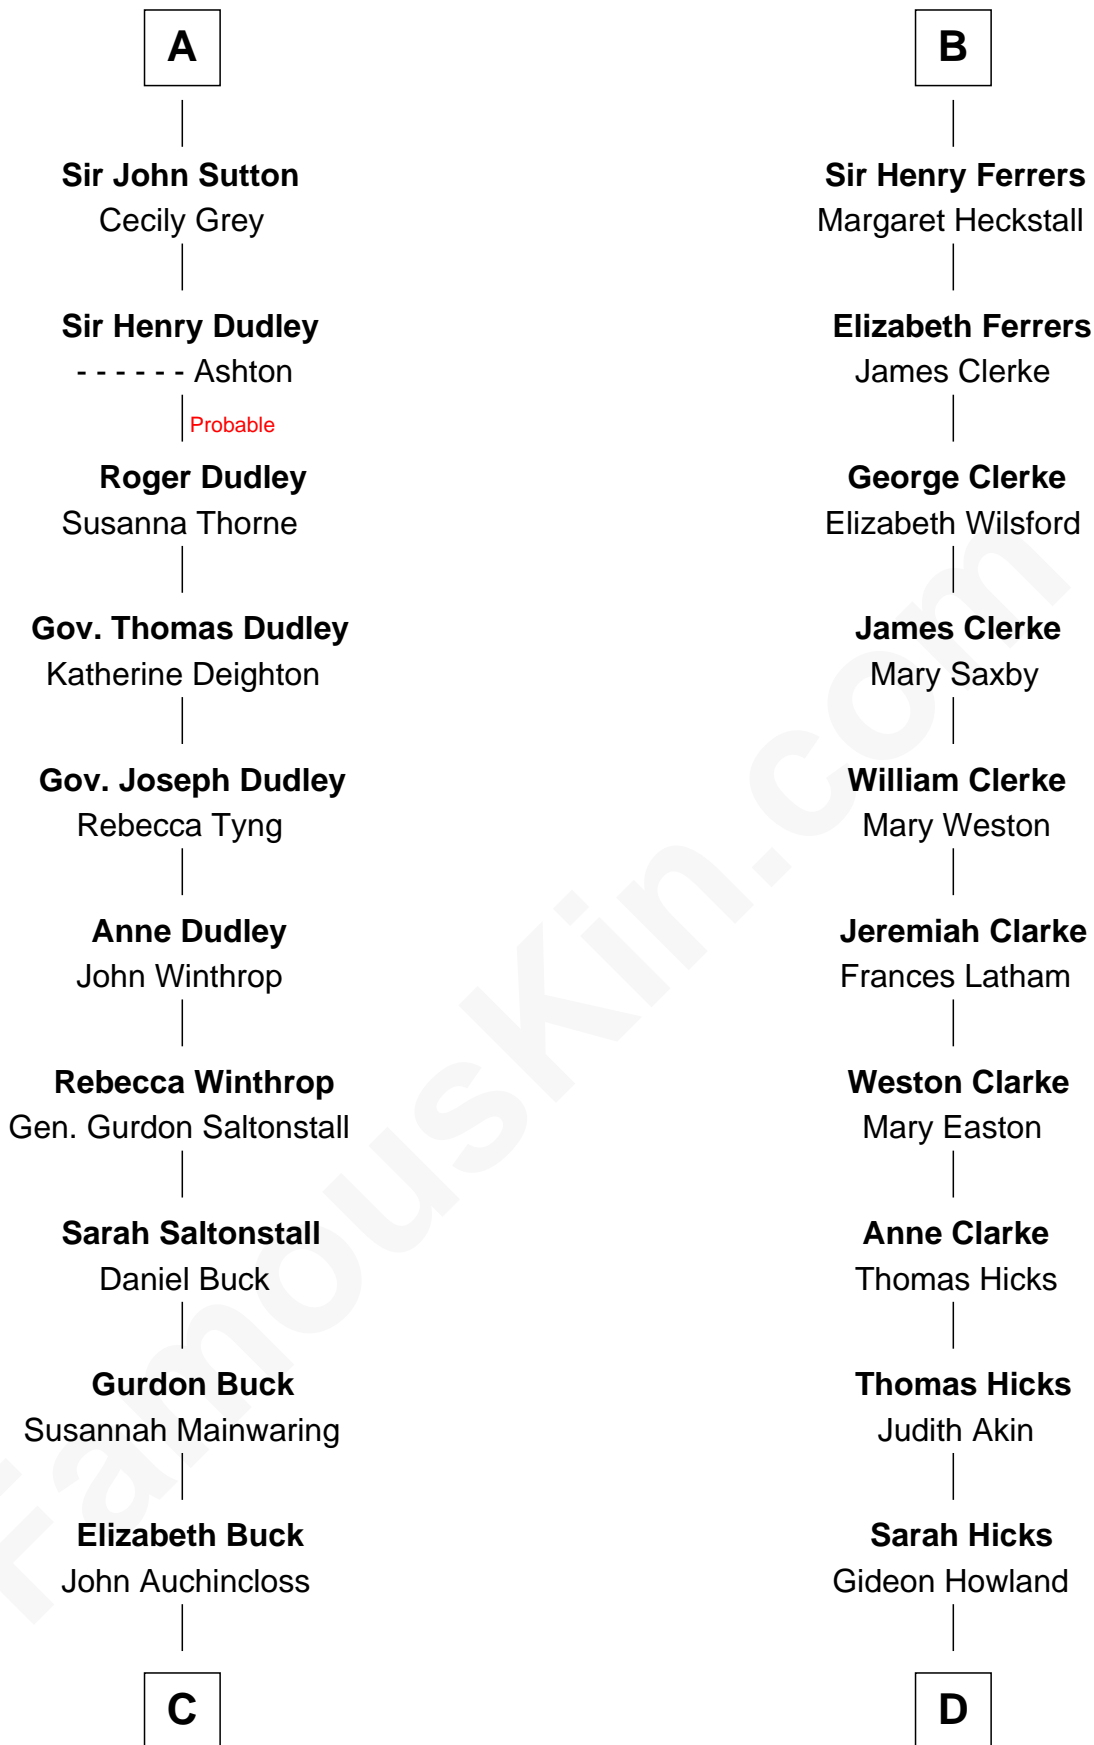 A
Sir John Sutton
Cecily Grey
Sir Henry Dudley
- - - - - - Ashton
Probable
Roger Dudley
Susanna Thorne
Gov. Thomas Dudley
Katherine Deighton
Gov. Joseph Dudley
Rebecca Tyng
Anne Dudley
John Winthrop
Rebecca Winthrop
Gen. Gurdon Saltonstall
Sarah Saltonstall
Daniel Buck
Gurdon Buck
Susannah Mainwaring
Elizabeth Buck
John Auchincloss
C
B
Sir Henry Ferrers
Margaret Heckstall
Elizabeth Ferrers
James Clerke
George Clerke
Elizabeth Wilsford
James Clerke
Mary Saxby
William Clerke
Mary Weston
Jeremiah Clarke
Frances Latham
Weston Clarke
Mary Easton
Anne Clarke
Thomas Hicks
Thomas Hicks
Judith Akin
Sarah Hicks
Gideon Howland
D
FamousKin.com